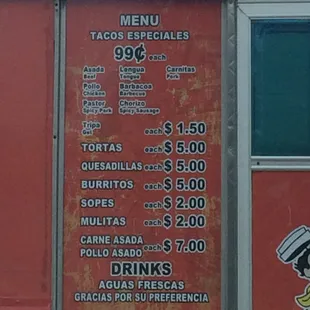 MENU
TACOS ESPECIALES
99¢ each
Asada Lengua Carnitas
Beef Tongue Pork
Pollo Barbacoa
Chicken Barbecue
Pastor Chorizo
Spicy Pork Spicy Sausage
Tripa each $ 1.50
TORTAS each $ 5.00
QUESADILLAS each $ 5.00
BURRITOS each $ 5.00
SOPES each $ 2.00
MULITAS each $ 2.00
CARNE ASADA
POLLO ASADO each $ 7.00
DRINKS
AGUAS FRESCAS
GRACIAS POR SU PREFERENCIA